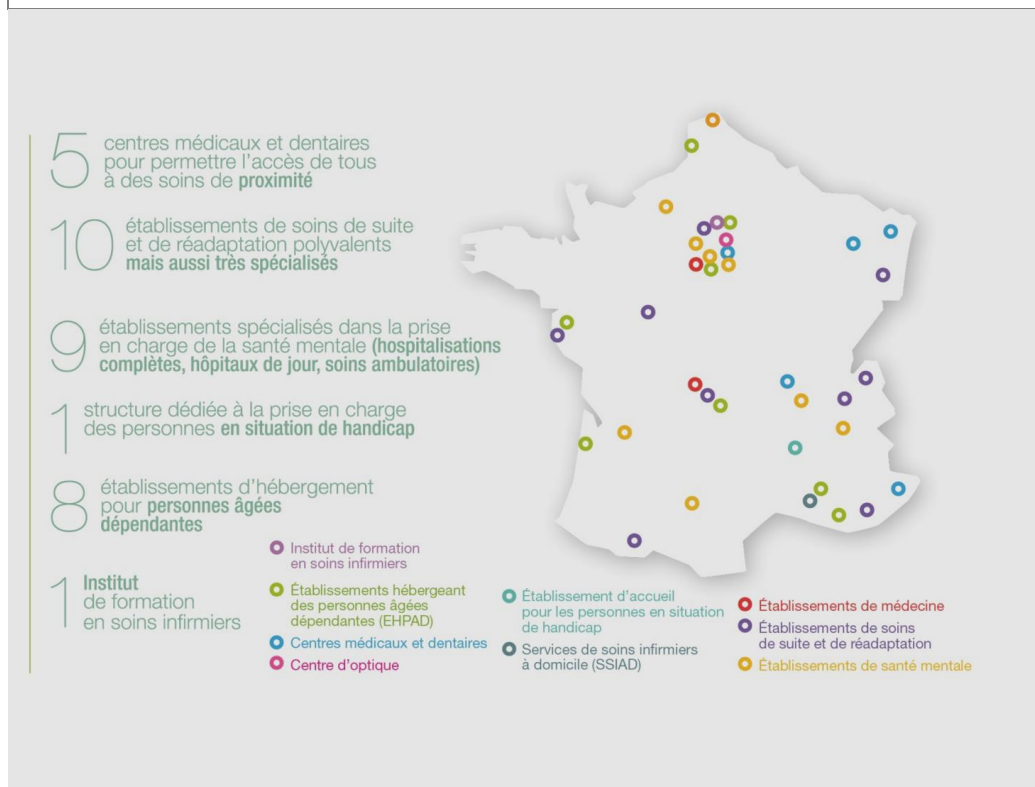 5
centres médicaux et dentaires
pour permettre l'accès de tous
à des soins de proximité
10
établissements de soins de suite
et de réadaptation polyvalents
mais aussi très spécialisés
9
établissements spécialisés dans la prise
en charge de la santé mentale (hospitalisations
complètes, hôpitaux de jour, soins ambulatoires)
1
structure dédiée à la prise en charge
des personnes en situation de handicap
8
établissements d'hébergement
pour personnes âgées
dépendantes
1
Institut
de formation
en soins infirmiers
Institut de formation
en soins infirmiers
Établissements hébergeant
des personnes âgées
dépendantes (EHPAD)
Centres médicaux et dentaires
Centre d'optique
Établissement d'accueil
pour les personnes en situation
de handicap
Services de soins infirmiers
à domicile (SSIAD)
Établissements de médecine
Établissements de soins
de suite et de réadaptation
Établissements de santé mentale